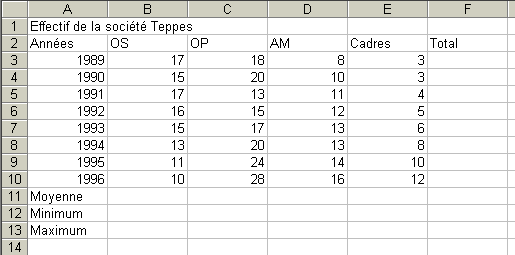 A B C D E F
1 Effectif de la société Teppes
2 Années OS OP AM Cadres Total
3 1989 17 18 8 3
4 1990 15 20 10 3
5 1991 17 13 11 4
6 1992 16 15 12 5
7 1993 15 17 13 6
8 1994 13 20 13 8
9 1995 11 24 14 10
10 1996 10 28 16 12
11 Moyenne
12 Minimum
13 Maximum
14